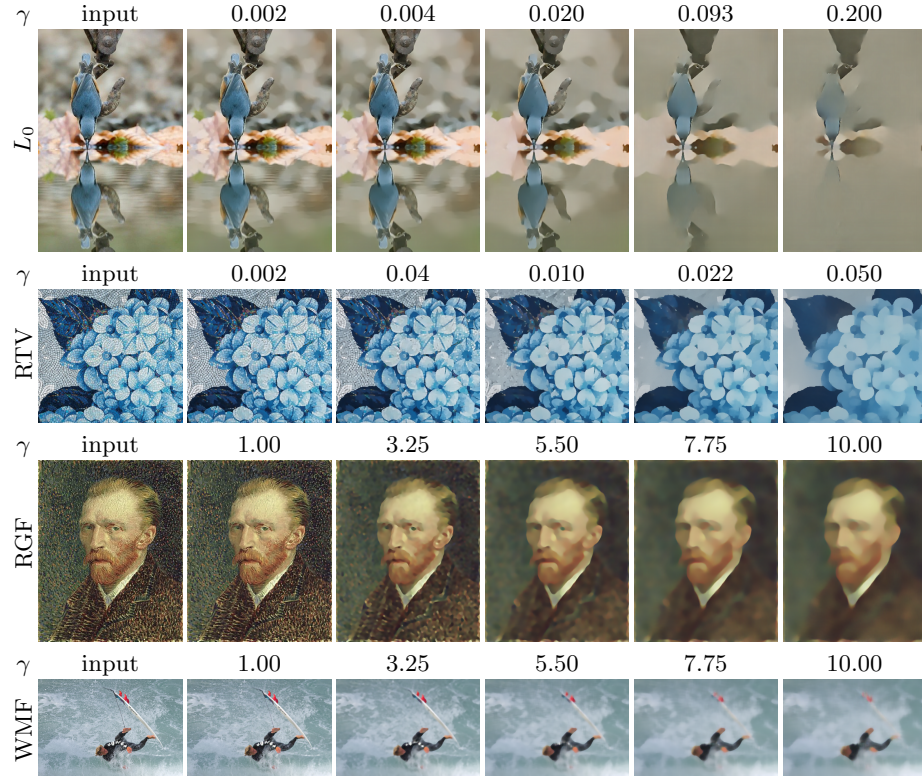 γ input 0.002 0.004 0.020 0.093 0.200
L₀
γ input 0.002 0.04 0.010 0.022 0.050
RTV
γ input 1.00 3.25 5.50 7.75 10.00
RGF
γ input 1.00 3.25 5.50 7.75 10.00
WMF